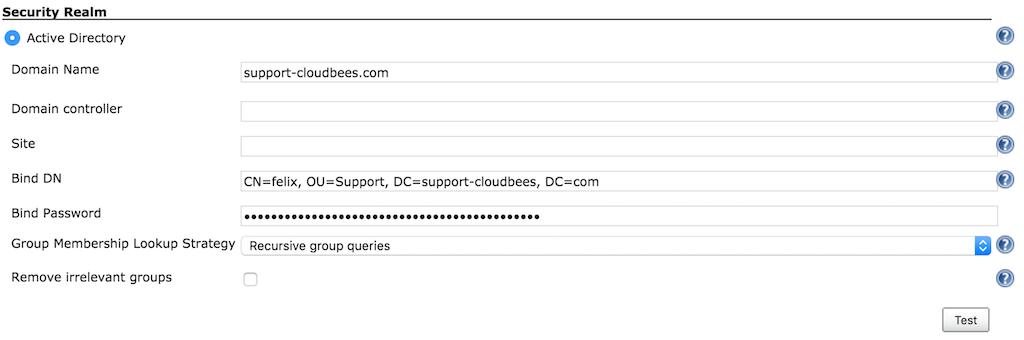 Security Realm
Active Directory
Domain Name support-cloudbees.com
Domain controller
Site
Bind DN CN=felix, OU=Support, DC=support-cloudbees, DC=com
Bind Password ••••••••••••••••••••••••••••••••••••••••••••
Group Membership Lookup Strategy Recursive group queries
Remove irrelevant groups
Test